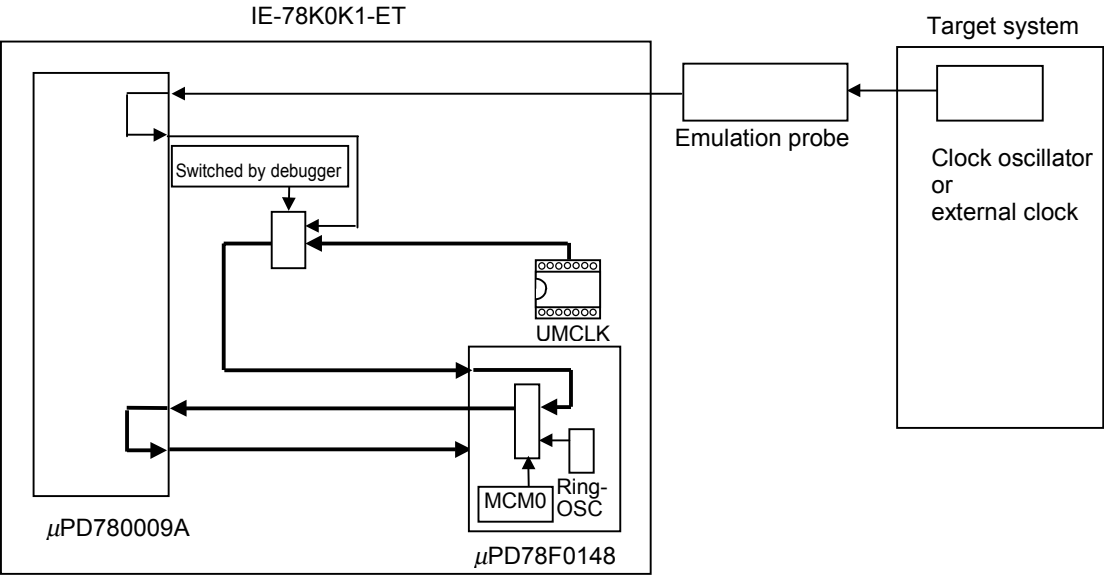 IE-78K0K1-ET
Target system
Emulation probe
Switched by debugger
Clock oscillator
or
external clock
UMCLK
MCM0
Ring-
OSC
μPD780009A
μPD78F0148